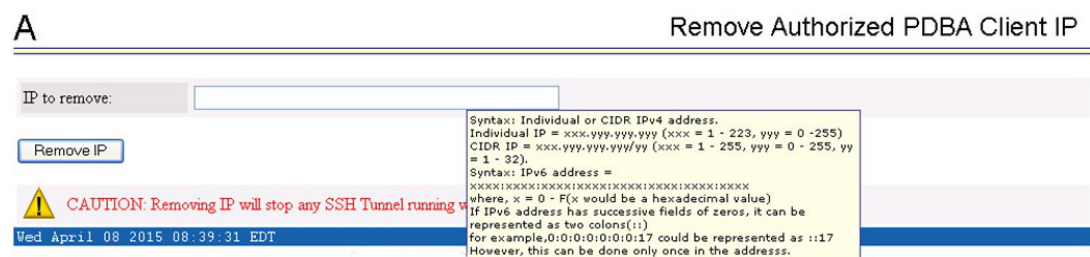 A
Remove Authorized PDBA Client IP
IP to remove:
Syntax: Individual or CIDR IPv4 address.
Individual IP = xxx.yyy.yyy.yyy (xxx = 1 - 223, yyy = 0 -255)
CIDR IP = xxx.yyy.yyy.yyy/yy (xxx = 1 - 255, yyy = 0 - 255, yy
= 1 - 32).
Syntax: IPv6 address =
xxxx:xxxx:xxxx:xxxx:xxxx:xxxx:xxxx:xxxx
where, x = 0 - F(x would be a hexadecimal value)
If IPv6 address has successive fields of zeros, it can be
represented as two colons(::)
for example,0:0:0:0:0:0:0:17 could be represented as ::17
However, this can be done only once in the addresss.
Remove IP
CAUTION: Removing IP will stop any SSH Tunnel running
Wed April 08 2015 08:39:31 EDT